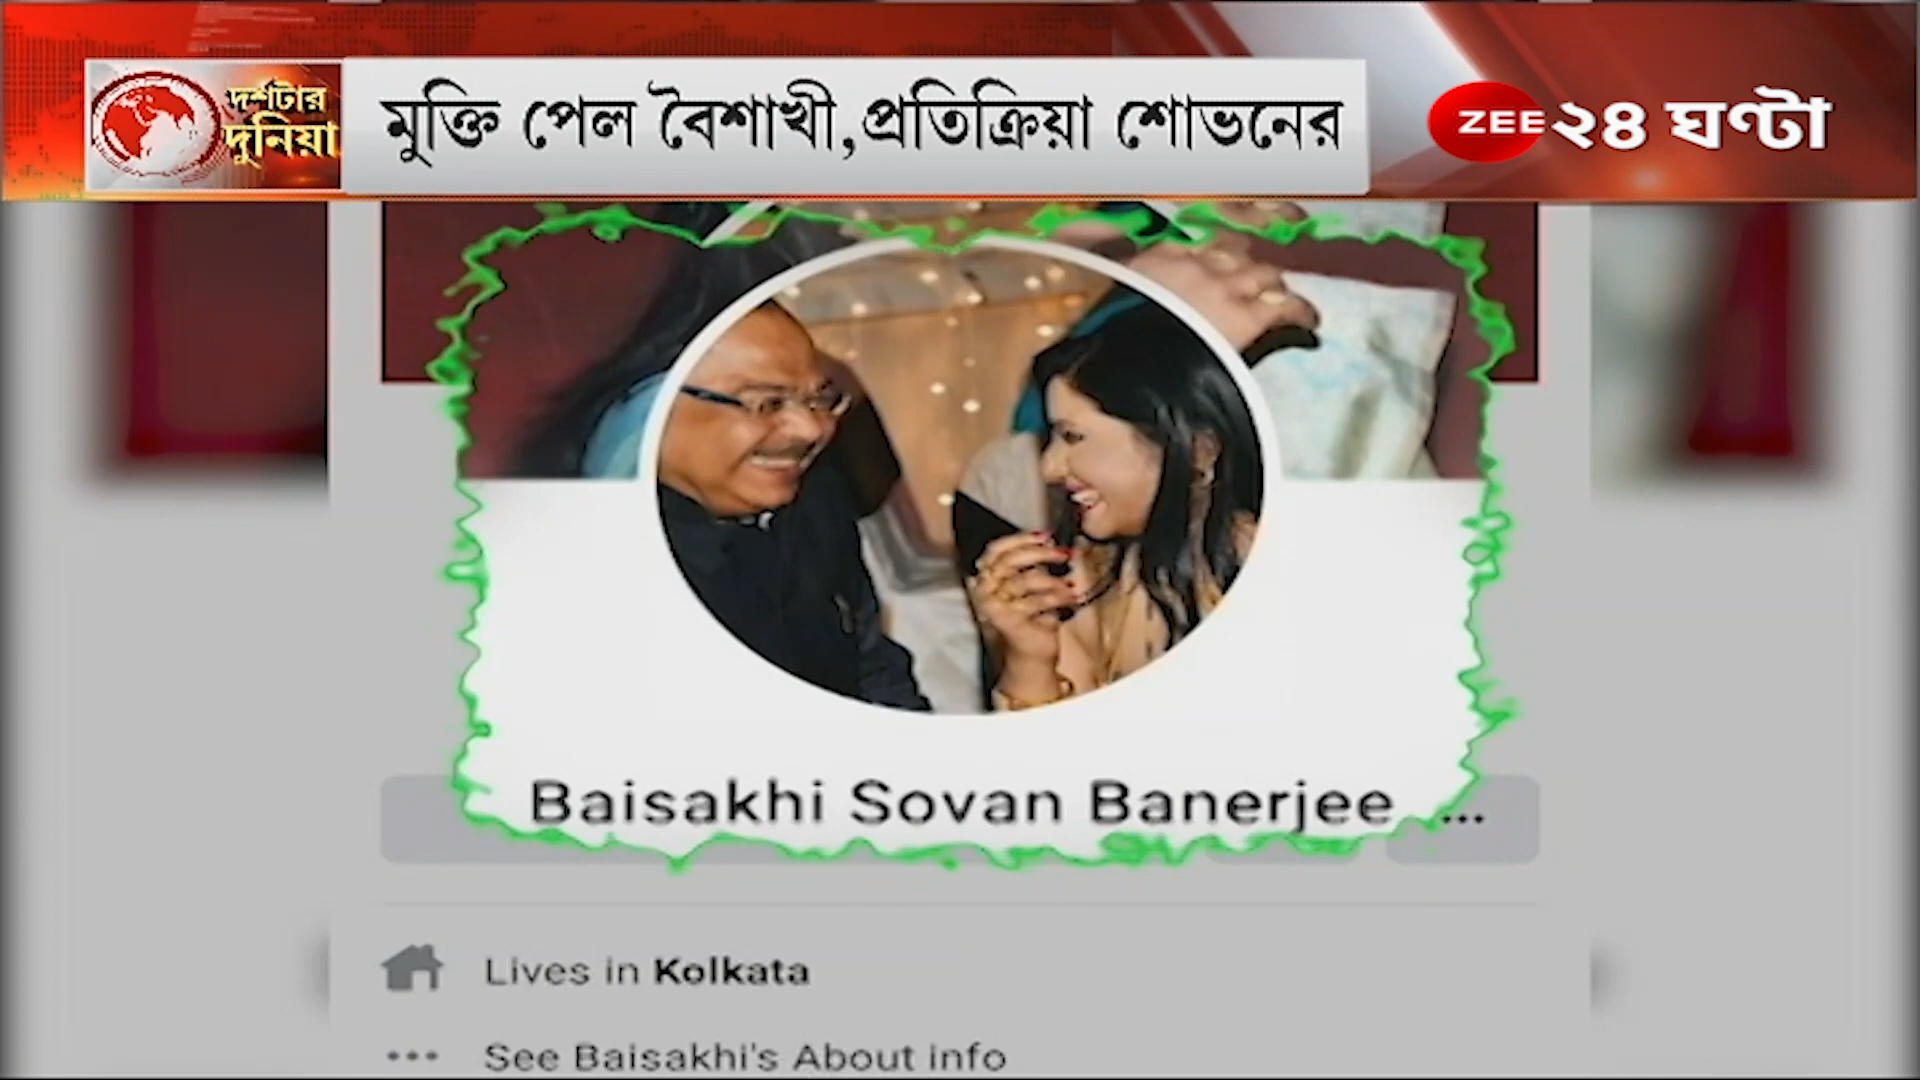 দশটার
দুনিয়া
মুক্তি পেল বৈশাখী,প্রতিক্রিয়া শোভনের
ZEE ২৪ ঘণ্টা
Baisakhi Sovan Banerjee ...
Lives in Kolkata
See Baisakhi's About info